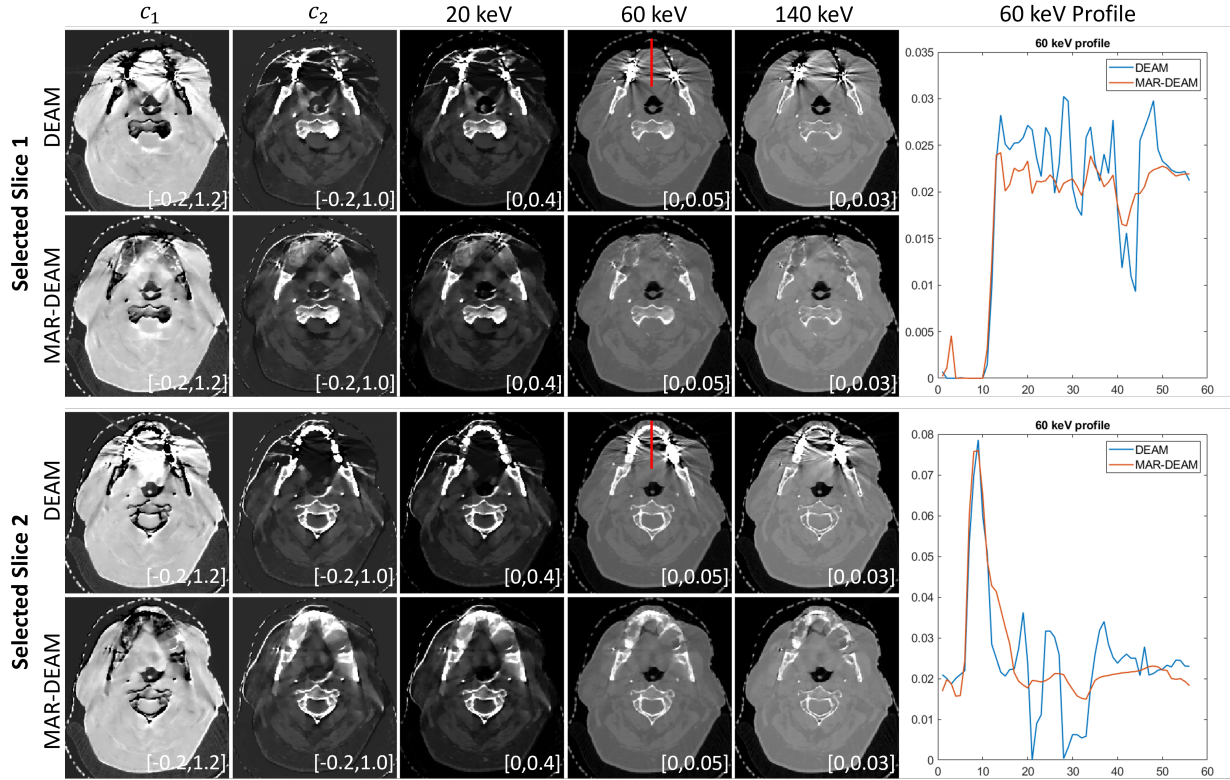 c₁ c₂ 20 keV 60 keV 140 keV 60 keV Profile
Selected Slice 1
DEAM
[-0.2,1.2] [-0.2,1.0] [0,0.4] [0,0.05] [0,0.03]
MAR-DEAM
[-0.2,1.2] [-0.2,1.0] [0,0.4] [0,0.05] [0,0.03]
60 keV profile
DEAM
MAR-DEAM
0.035
0.03
0.025
0.02
0.015
0.01
0.005
0
0 10 20 30 40 50 60
Selected Slice 2
DEAM
[-0.2,1.2] [-0.2,1.0] [0,0.4] [0,0.05] [0,0.03]
MAR-DEAM
[-0.2,1.2] [-0.2,1.0] [0,0.4] [0,0.05] [0,0.03]
60 keV profile
DEAM
MAR-DEAM
0.08
0.07
0.06
0.05
0.04
0.03
0.02
0.01
0
0 10 20 30 40 50 60